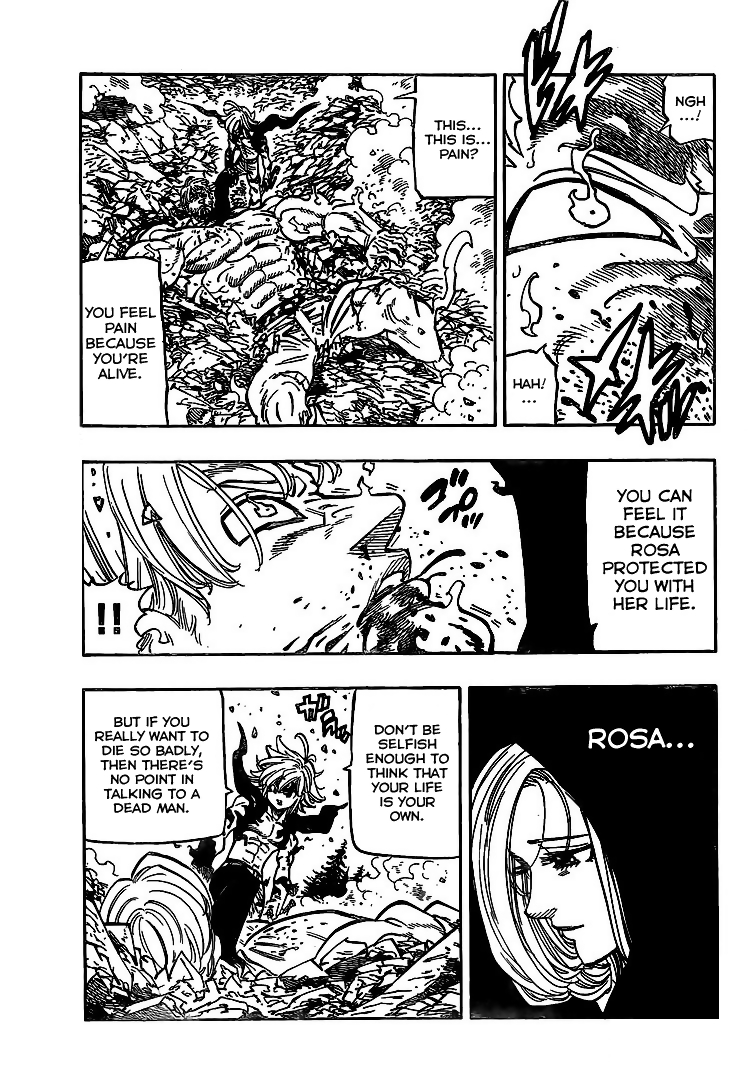 NGH
...!
HAH!
...
THIS...
THIS IS...
PAIN?
YOU FEEL
PAIN
BECAUSE
YOU'RE
ALIVE.
YOU CAN
FEEL IT
BECAUSE
ROSA
PROTECTED
YOU WITH
HER LIFE.
!!
ROSA...
DON'T BE
SELFISH
ENOUGH TO
THINK THAT
YOUR LIFE
IS YOUR
OWN.
BUT IF YOU
REALLY WANT TO
DIE SO BADLY,
THEN THERE'S
NO POINT IN
TALKING TO A
DEAD MAN.